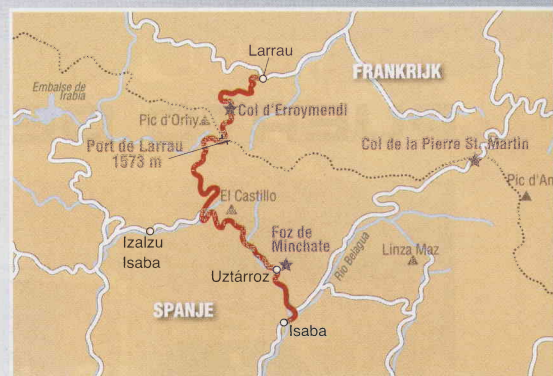 Larrau
FRANKRIJK
Embalse de
Irabia
Col d'Erroymendi
Pic d'Orhy
Port de Larrau
1573 m
Col de la Pierre St. Martin
Pic d'An
El Castillo
Izalzu
Isaba
Foz de
Minchate
Rio Belagua
Linza Maz
Uztárroz
SPANJE
Isaba